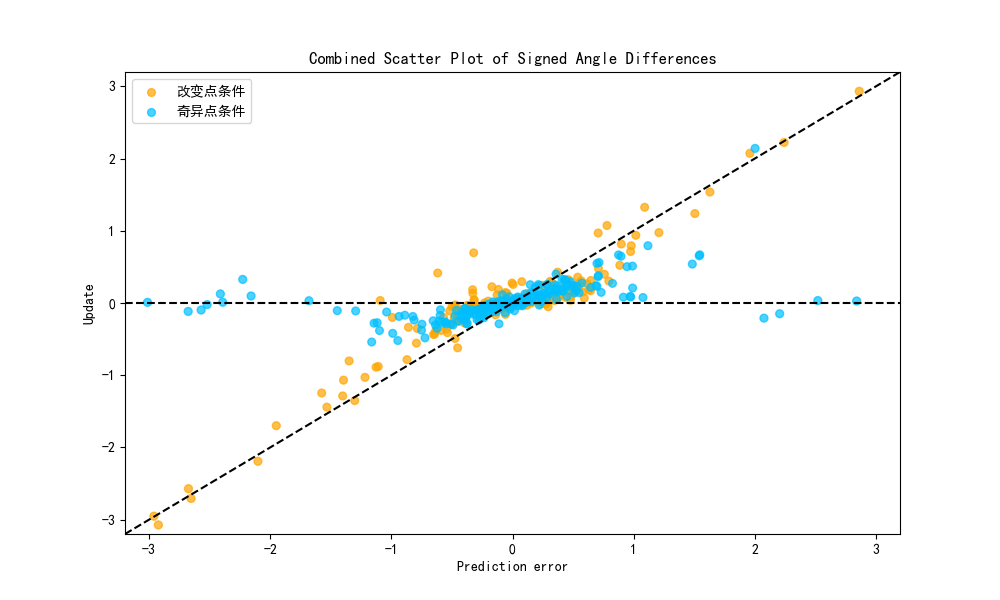 Combined Scatter Plot of Signed Angle Differences
改变点条件
奇异点条件
Update
3
2
1
0
−1
−2
−3
−3
−2
−1
0
1
2
3
Prediction error